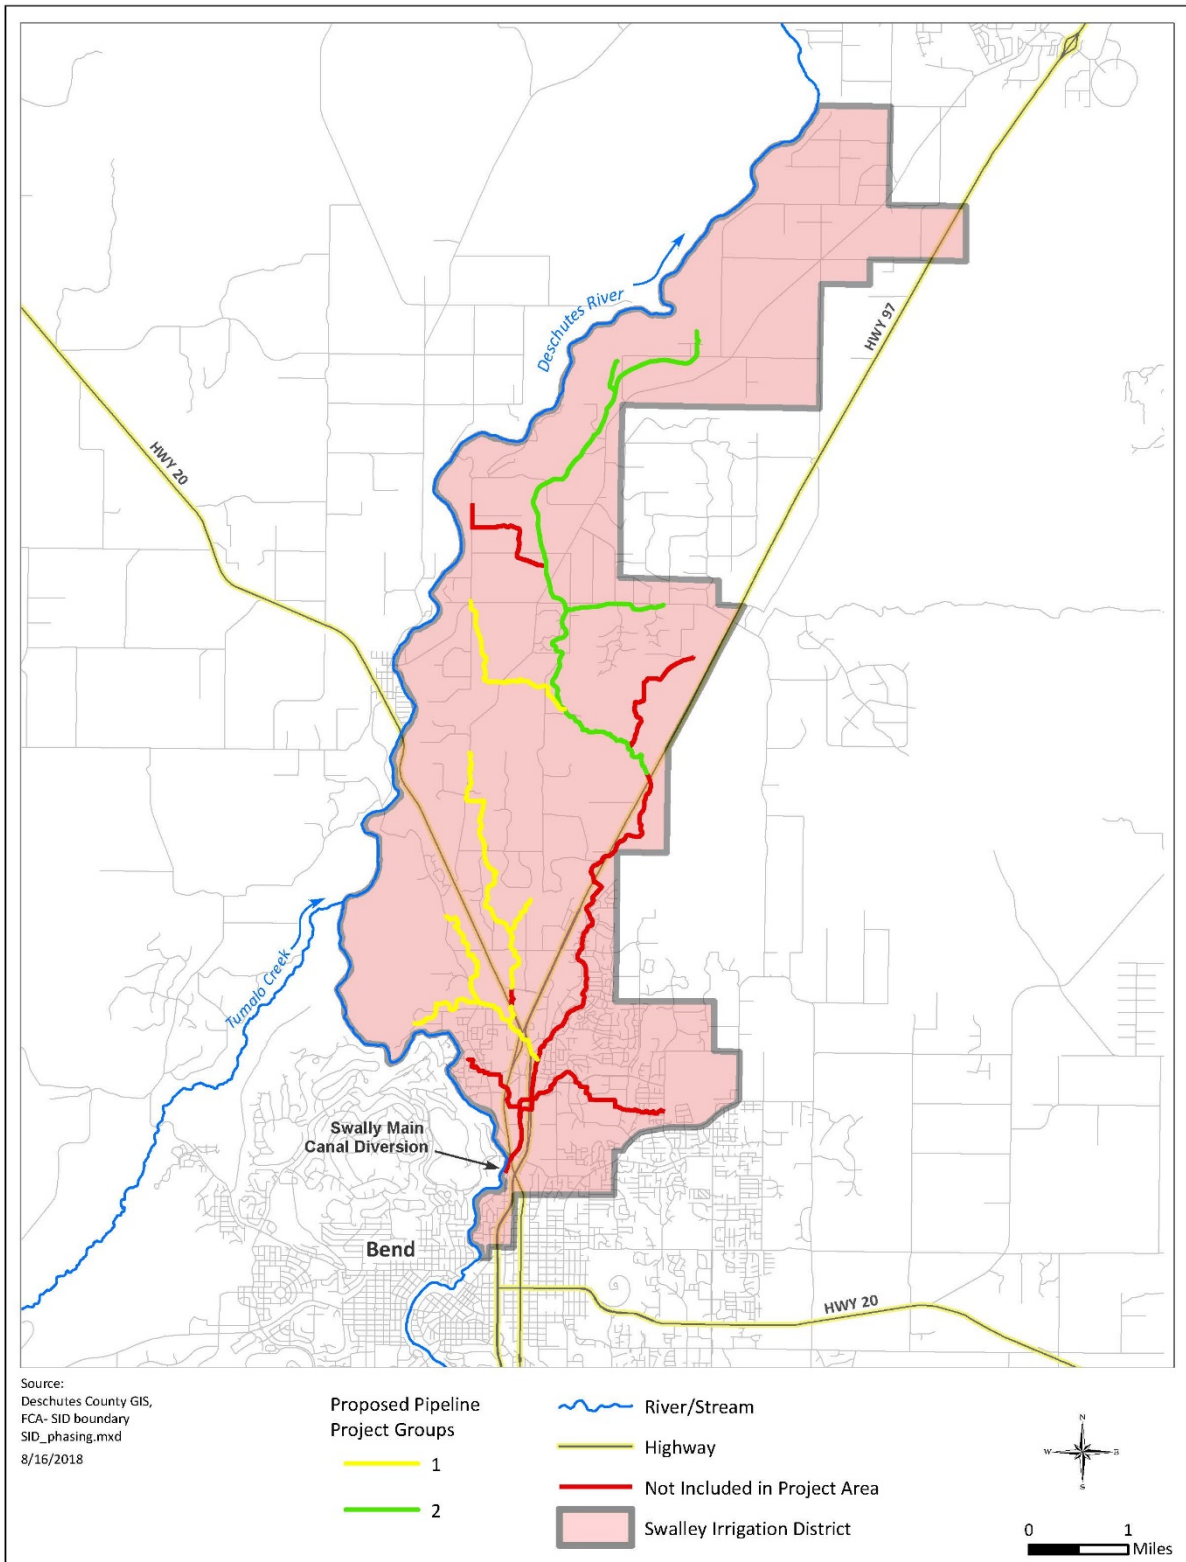 Deschutes River
HWY 97
HWY 20
Tumalo Creek
Swally Main
Canal Diversion
Bend
HWY 20
Source:
Deschutes County GIS,
FCA- SID boundary
SID_phasing.mxd
8/16/2018
Proposed Pipeline
Project Groups
1
2
River/Stream
Highway
Not Included in Project Area
Swalley Irrigation District
N
W
E
S
0 1
Miles